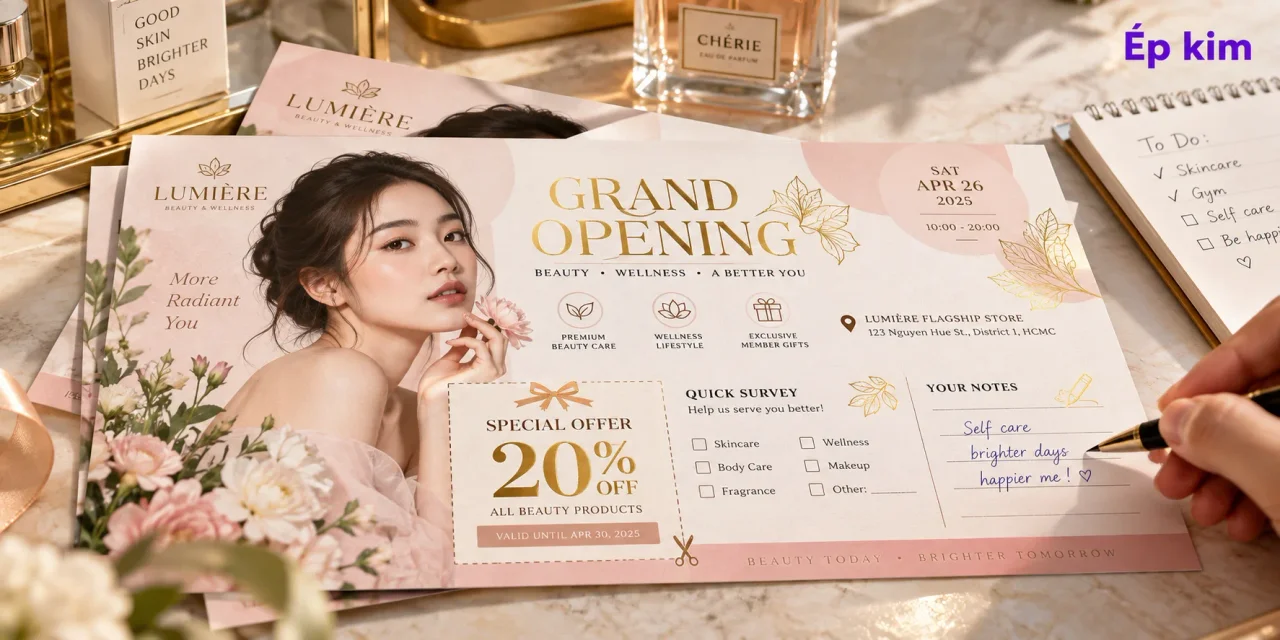 GOOD
SKIN
BRIGHTER
DAYS
CHÉRIE
EAU DE PARFUM
Ép kim
To Do:
✓ Skincare
✓ Gym
☐ Self care
☐ Be happ
♡
LUMIÈRE
BEAUTY & WELLNESS
LUMIÈRE
BEAUTY & WELLNESS
More
Radiant
You
GRAND
OPENING
BEAUTY • WELLNESS • A BETTER YOU
PREMIUM
BEAUTY CARE
WELLNESS
LIFESTYLE
EXCLUSIVE
MEMBER GIFTS
SAT
APR 26
2025
10:00 - 20:00
LUMIÈRE FLAGSHIP STORE
123 Nguyen Hue St., District 1, HCMC
SPECIAL OFFER
20%
OFF
ALL BEAUTY PRODUCTS
VALID UNTIL APR 30, 2025
QUICK SURVEY
Help us serve you better!
☐ Skincare ☐ Wellness
☐ Body Care ☐ Makeup
☐ Fragrance ☐ Other: ______
YOUR NOTES
Self care
brighter days
happier me! ♡
BEAUTY TODAY • BRIGHTER TOMORROW